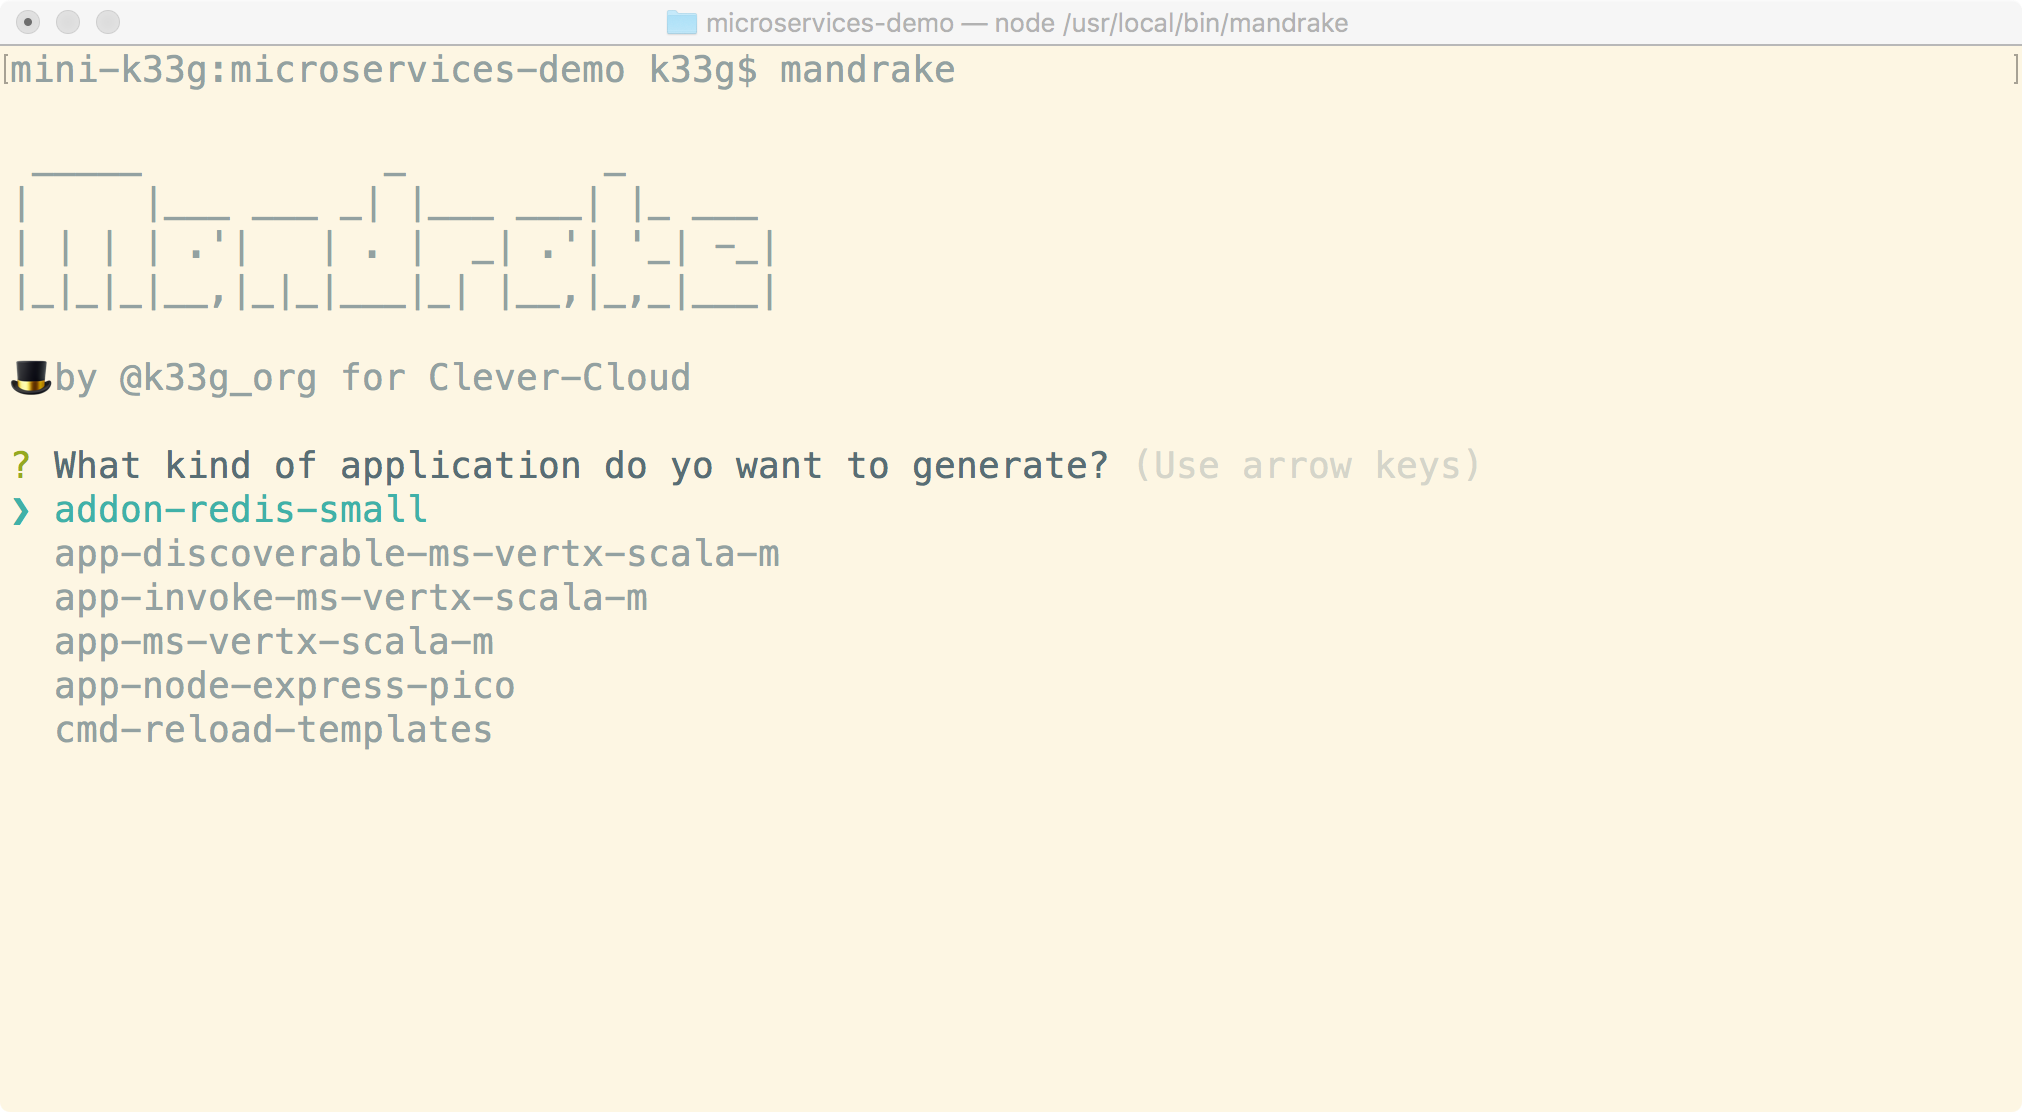 microservices-demo — node /usr/local/bin/mandrake
[mini-k33g:microservices-demo k33g$ mandrake ]
Mandrake
🎩by @k33g_org for Clever-Cloud
? What kind of application do yo want to generate? (Use arrow keys)
❯ addon-redis-small
app-discoverable-ms-vertx-scala-m
app-invoke-ms-vertx-scala-m
app-ms-vertx-scala-m
app-node-express-pico
cmd-reload-templates